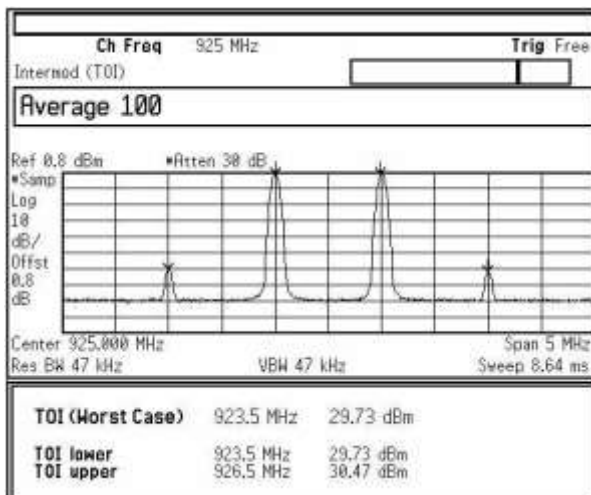 Ch Freq 925 MHz Trig Free
Intermod (TOI)
Average 100
Ref 0.8 dBm *Atten 30 dB
*Samp
Log
10
dB/
Offst
0.8
dB
Center 925.000 MHz Span 5 MHz
Res BW 47 kHz VBW 47 kHz Sweep 8.64 ms
TOI (Worst Case) 923.5 MHz 29.73 dBm
TOI lower 923.5 MHz 29.73 dBm
TOI upper 926.5 MHz 30.47 dBm